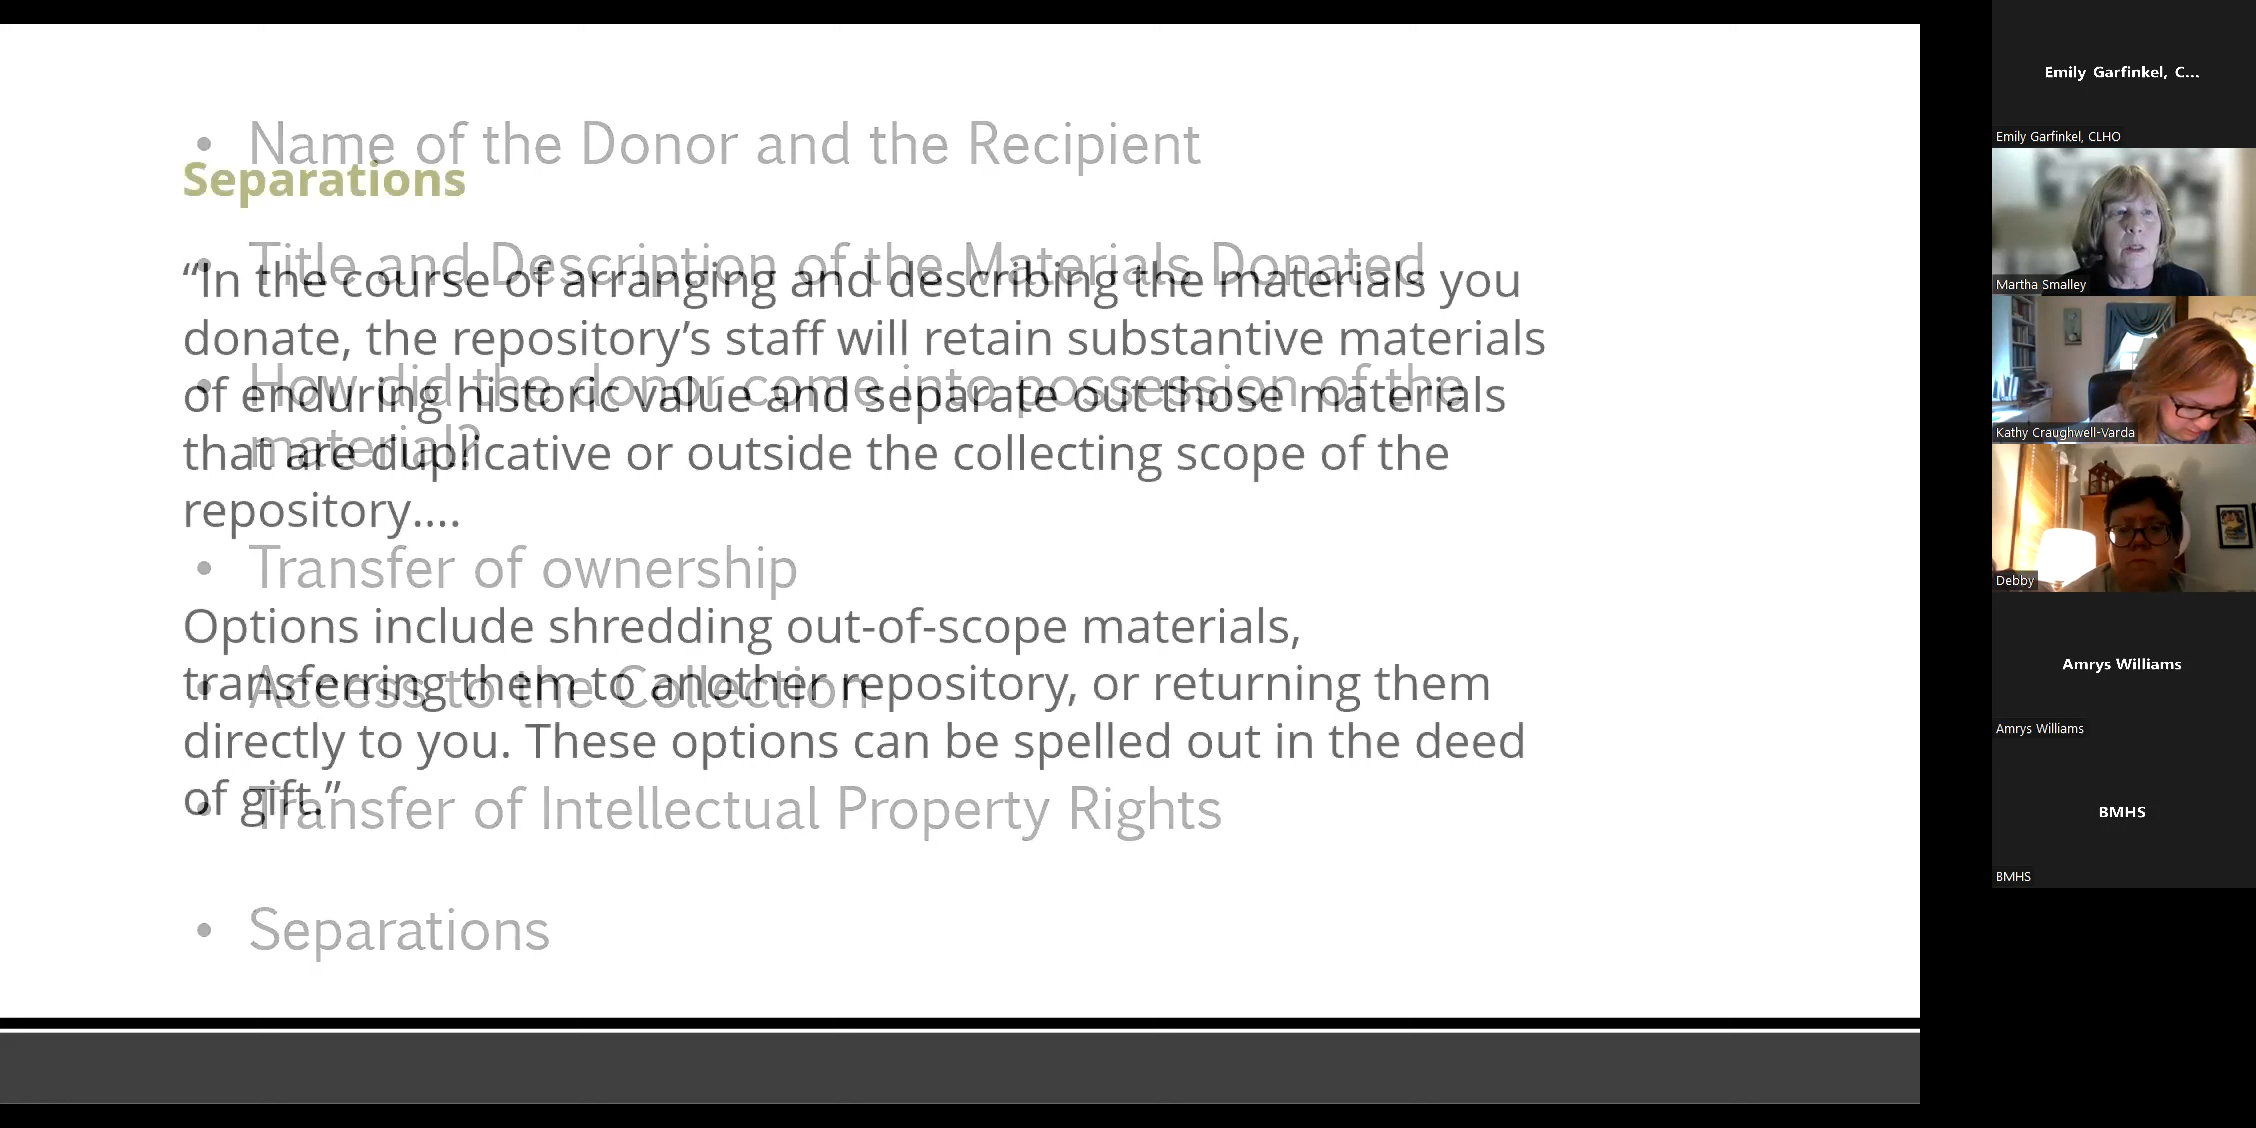 • Name of the Donor and the Recipient
• Title and Description of the Materials Donated
• How did the donor come into possession of the
material?
• Transfer of ownership
• Access to the Collection
• Transfer of Intellectual Property Rights
• Separations
Separations
“In the course of arranging and describing the materials you
donate, the repository’s staff will retain substantive materials
of enduring historic value and separate out those materials
that are duplicative or outside the collecting scope of the
repository....
Options include shredding out-of-scope materials,
transferring them to another repository, or returning them
directly to you. These options can be spelled out in the deed
of gift.”
Emily Garfinkel, C...
Emily Garfinkel, CLHO
Martha Smalley
Kathy Craughwell-Varda
Debby
Amrys Williams
Amrys Williams
BMHS
BMHS